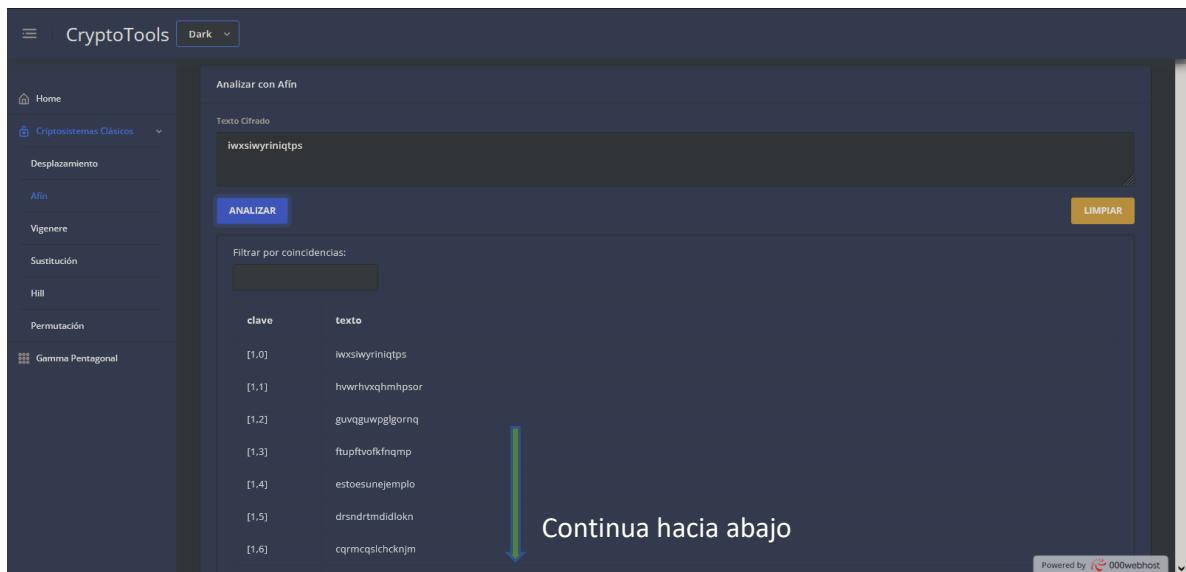 CryptoTools Dark
Home
Criptosistemas Clásicos
Desplazamiento
Afín
Vigenere
Sustitución
Hill
Permutación
Gamma Pentagonal
Analizar con Afín
Texto Cifrado
iwxsiwyriniqtps
ANALIZAR
LIMPIAR
Filtrar por coincidencias:
clave texto
[1,0] iwxsiwyriniqtps
[1,1] hvwrhvxqhmhpsor
[1,2] guvqguwpglgornq
[1,3] ftupftvofkfnqmp
[1,4] estoesunejemplo
[1,5] drsndrtmdidlokn
[1,6] cqrmcqslchcknjm
Continua hacia abajo
Powered by 000webhost